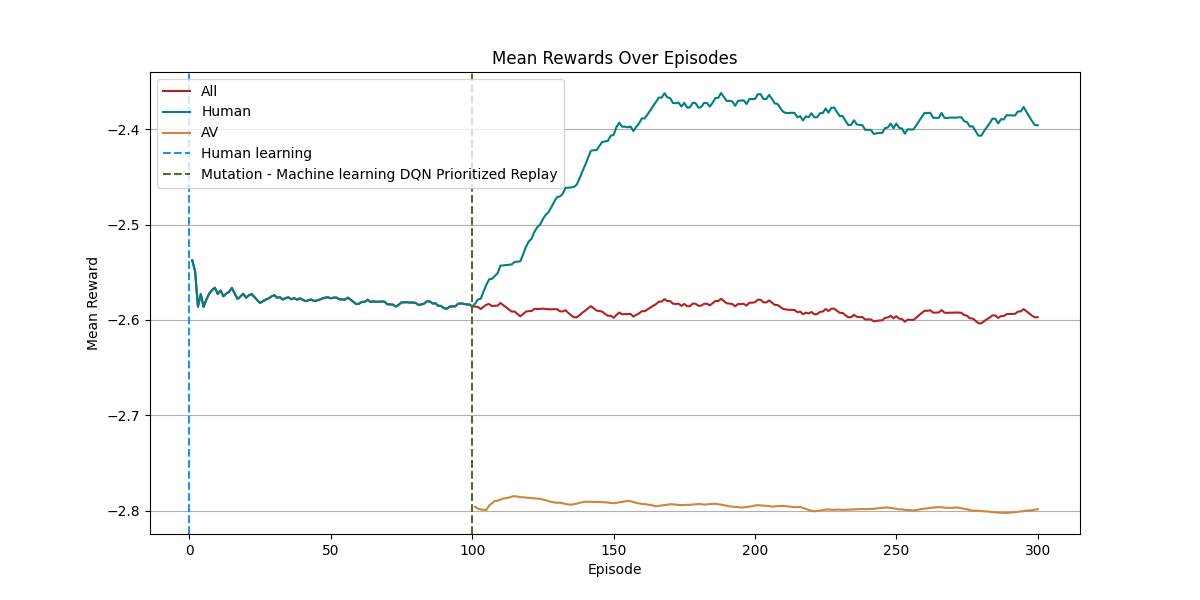 Mean Rewards Over Episodes
All
Human
AV
Human learning
Mutation - Machine learning DQN Prioritized Replay
Mean Reward
−2.4
−2.5
−2.6
−2.7
−2.8
0 50 100 150 200 250 300
Episode